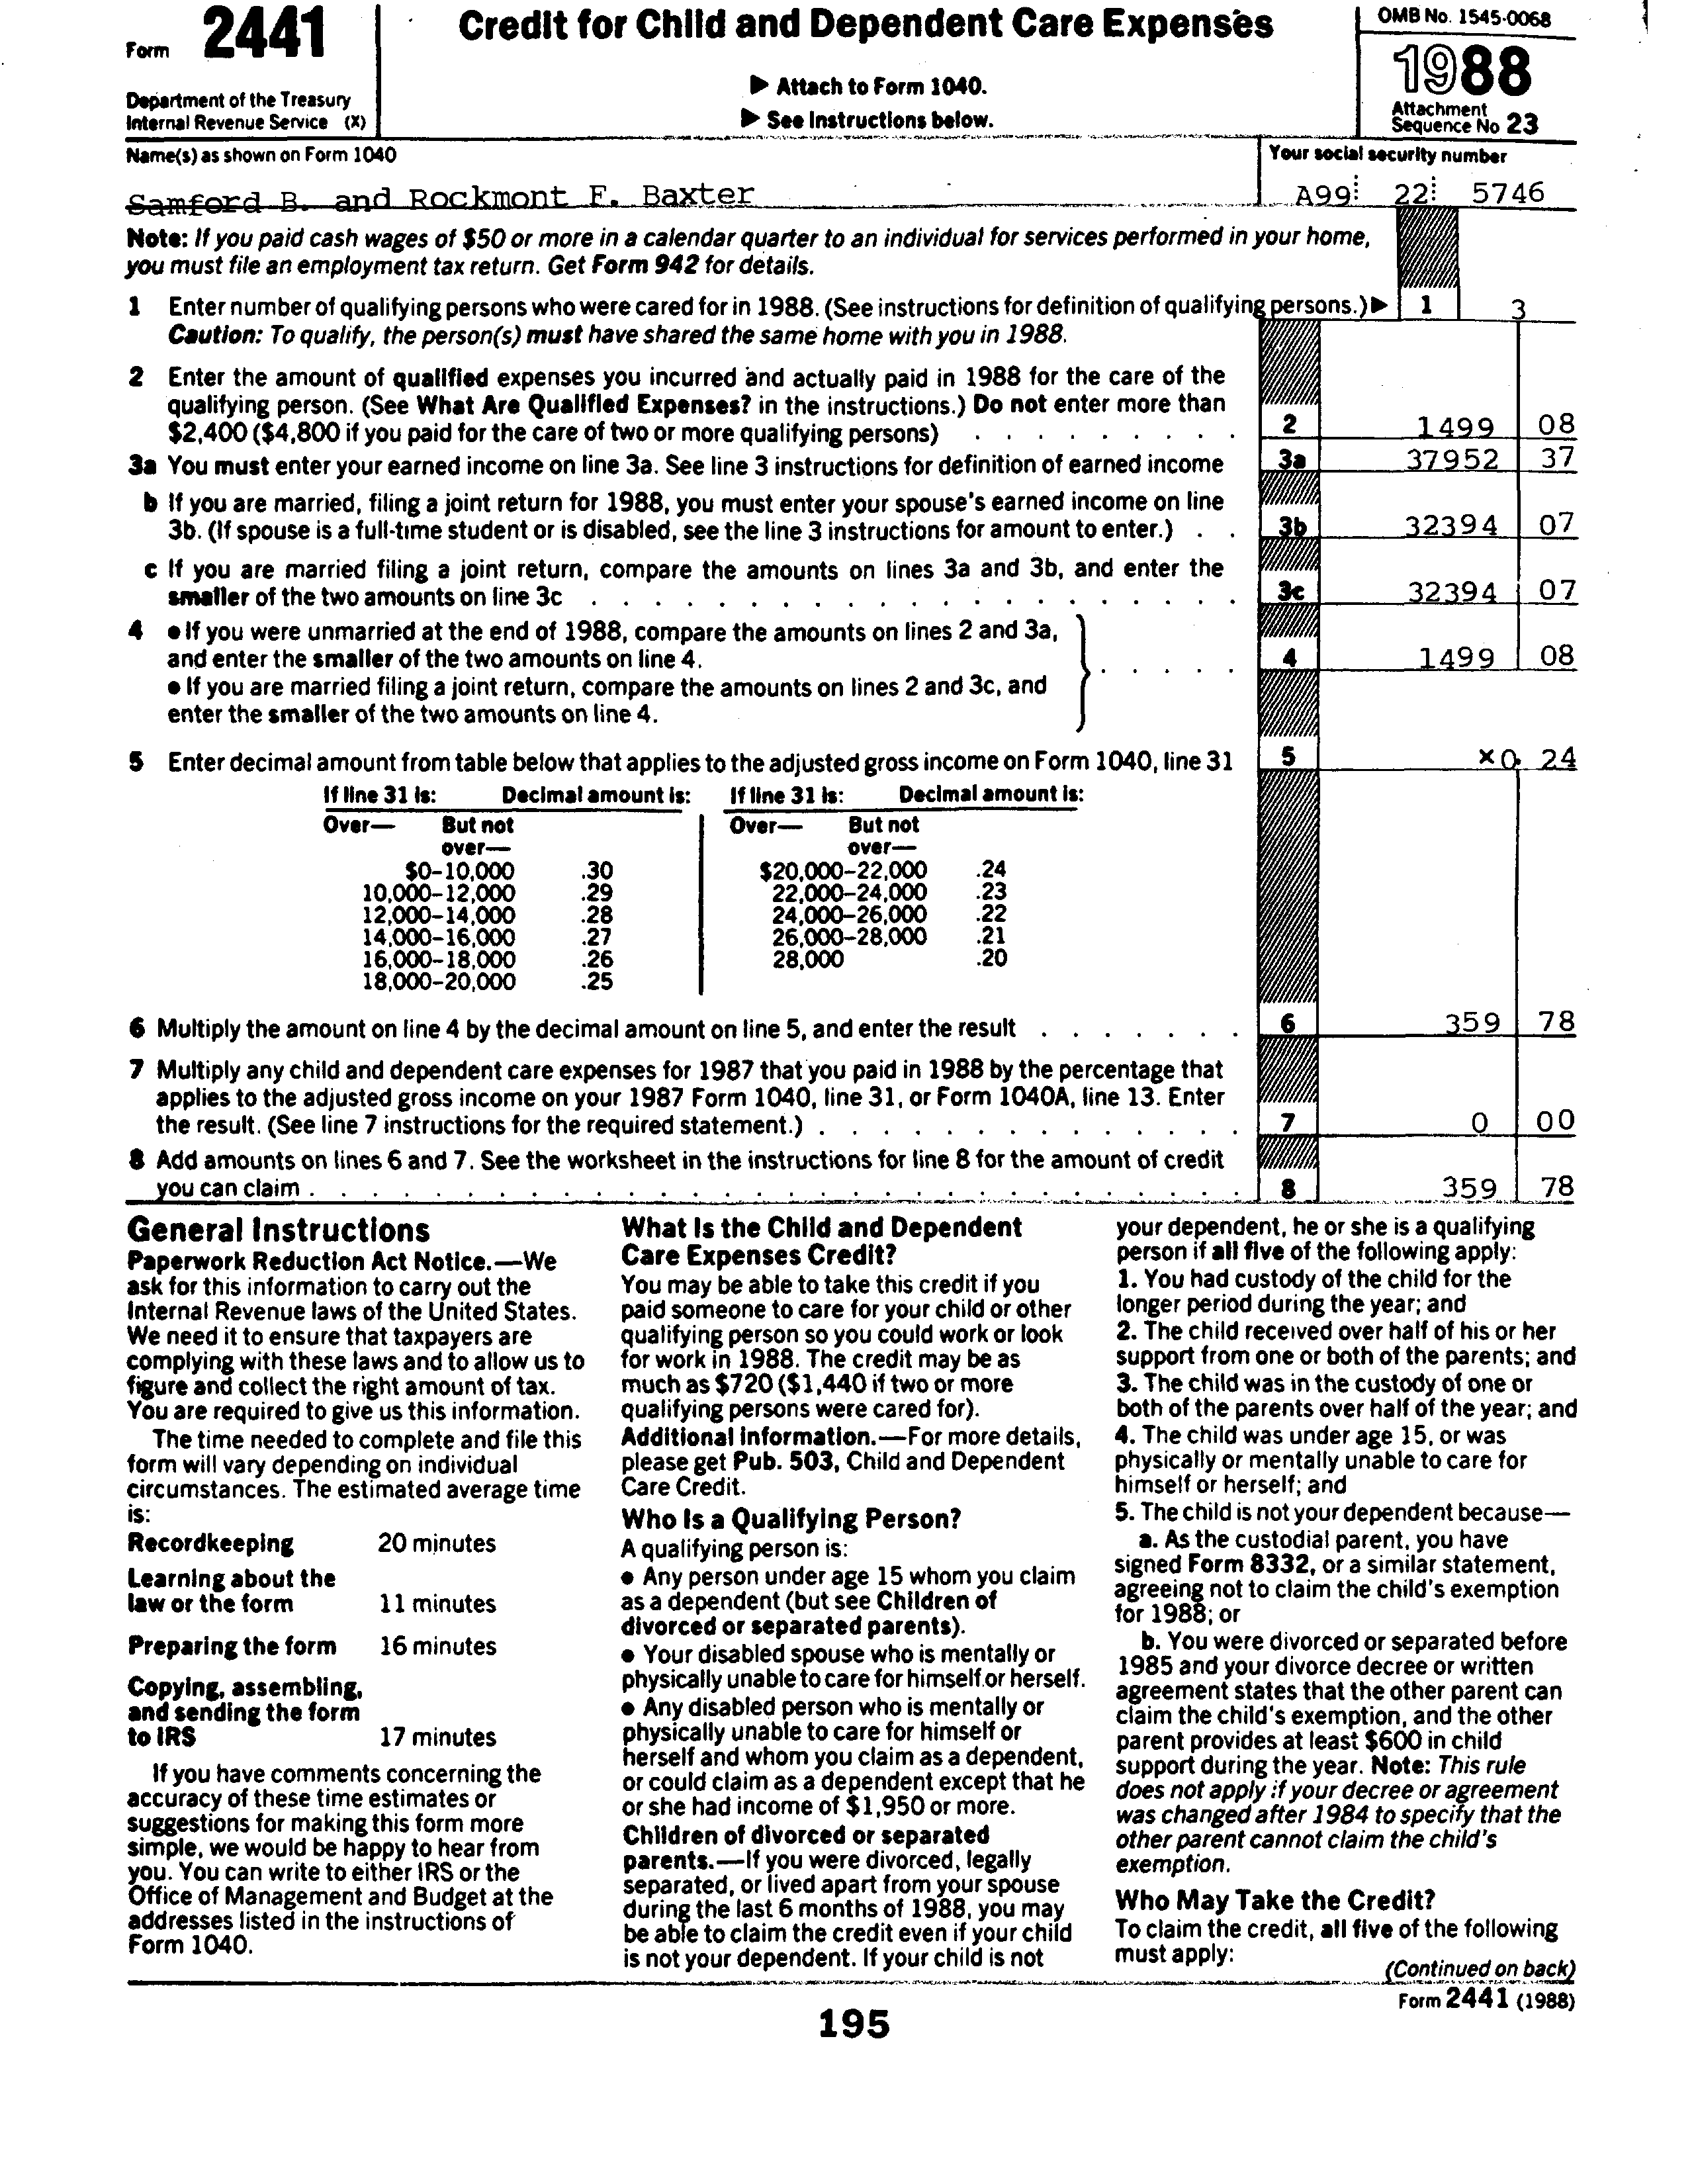 Form 2441
Department of the Treasury
Internal Revenue Service (X)
Credit for Child and Dependent Care Expenses
▶ Attach to Form 1040.
▶ See Instructions below.
OMB No. 1545-0068
1988
Attachment
Sequence No 23
Name(s) as shown on Form 1040
Samford B. and Rockmont F. Baxter
Your social security number
A99 22 5746
Note: If you paid cash wages of $50 or more in a calendar quarter to an individual for services performed in your home,
you must file an employment tax return. Get Form 942 for details.
1 Enter number of qualifying persons who were cared for in 1988. (See instructions for definition of qualifying persons.) ▶ 1 3
Caution: To qualify, the person(s) must have shared the same home with you in 1988.
2 Enter the amount of qualified expenses you incurred and actually paid in 1988 for the care of the
qualifying person. (See What Are Qualified Expenses? in the instructions.) Do not enter more than
$2,400 ($4,800 if you paid for the care of two or more qualifying persons) . . . . . . . . . 2 1499 08
3a You must enter your earned income on line 3a. See line 3 instructions for definition of earned income 3a 37952 37
b If you are married, filing a joint return for 1988, you must enter your spouse's earned income on line
3b. (If spouse is a full-time student or is disabled, see the line 3 instructions for amount to enter.) . . 3b 32394 07
c If you are married filing a joint return, compare the amounts on lines 3a and 3b, and enter the
smaller of the two amounts on line 3c . . . . . . . . . . . . . . . . . . 3c 32394 07
4 ● If you were unmarried at the end of 1988, compare the amounts on lines 2 and 3a,
and enter the smaller of the two amounts on line 4.
● If you are married filing a joint return, compare the amounts on lines 2 and 3c, and
enter the smaller of the two amounts on line 4.
. . . . . 4 1499 08
5 Enter decimal amount from table below that applies to the adjusted gross income on Form 1040, line 31 5 ×0. 24
If line 31 is: Decimal amount is: If line 31 is: Decimal amount is:
Over— But not over— Over— But not over—
$0–10,000 .30 $20,000–22,000 .24
10,000–12,000 .29 22,000–24,000 .23
12,000–14,000 .28 24,000–26,000 .22
14,000–16,000 .27 26,000–28,000 .21
16,000–18,000 .26 28,000 .20
18,000–20,000 .25
6 Multiply the amount on line 4 by the decimal amount on line 5, and enter the result . . . . . . . 6 359 78
7 Multiply any child and dependent care expenses for 1987 that you paid in 1988 by the percentage that
applies to the adjusted gross income on your 1987 Form 1040, line 31, or Form 1040A, line 13. Enter
the result. (See line 7 instructions for the required statement.) . . . . . . . . . . . . . . 7 0 00
8 Add amounts on lines 6 and 7. See the worksheet in the instructions for line 8 for the amount of credit
you can claim . . . . . . . . . . . . . . . . . . . . . . . 8 359 78
General Instructions
Paperwork Reduction Act Notice.—We
ask for this information to carry out the
Internal Revenue laws of the United States.
We need it to ensure that taxpayers are
complying with these laws and to allow us to
figure and collect the right amount of tax.
You are required to give us this information.
The time needed to complete and file this
form will vary depending on individual
circumstances. The estimated average time
is:
Recordkeeping 20 minutes
Learning about the
law or the form 11 minutes
Preparing the form 16 minutes
Copying, assembling,
and sending the form
to IRS 17 minutes
If you have comments concerning the
accuracy of these time estimates or
suggestions for making this form more
simple, we would be happy to hear from
you. You can write to either IRS or the
Office of Management and Budget at the
addresses listed in the instructions of
Form 1040.
What Is the Child and Dependent
Care Expenses Credit?
You may be able to take this credit if you
paid someone to care for your child or other
qualifying person so you could work or look
for work in 1988. The credit may be as
much as $720 ($1,440 if two or more
qualifying persons were cared for).
Additional Information.—For more details,
please get Pub. 503, Child and Dependent
Care Credit.
Who Is a Qualifying Person?
A qualifying person is:
● Any person under age 15 whom you claim
as a dependent (but see Children of
divorced or separated parents).
● Your disabled spouse who is mentally or
physically unable to care for himself or herself.
● Any disabled person who is mentally or
physically unable to care for himself or
herself and whom you claim as a dependent,
or could claim as a dependent except that he
or she had income of $1,950 or more.
Children of divorced or separated
parents.—If you were divorced, legally
separated, or lived apart from your spouse
during the last 6 months of 1988, you may
be able to claim the credit even if your child
is not your dependent. If your child is not
your dependent, he or she is a qualifying
person if all five of the following apply:
1. You had custody of the child for the
longer period during the year; and
2. The child received over half of his or her
support from one or both of the parents; and
3. The child was in the custody of one or
both of the parents over half of the year; and
4. The child was under age 15, or was
physically or mentally unable to care for
himself or herself; and
5. The child is not your dependent because—
a. As the custodial parent, you have
signed Form 8332, or a similar statement,
agreeing not to claim the child's exemption
for 1988; or
b. You were divorced or separated before
1985 and your divorce decree or written
agreement states that the other parent can
claim the child's exemption, and the other
parent provides at least $600 in child
support during the year. Note: This rule
does not apply if your decree or agreement
was changed after 1984 to specify that the
other parent cannot claim the child's
exemption.
Who May Take the Credit?
To claim the credit, all five of the following
must apply:
(Continued on back)
Form 2441 (1988)
195